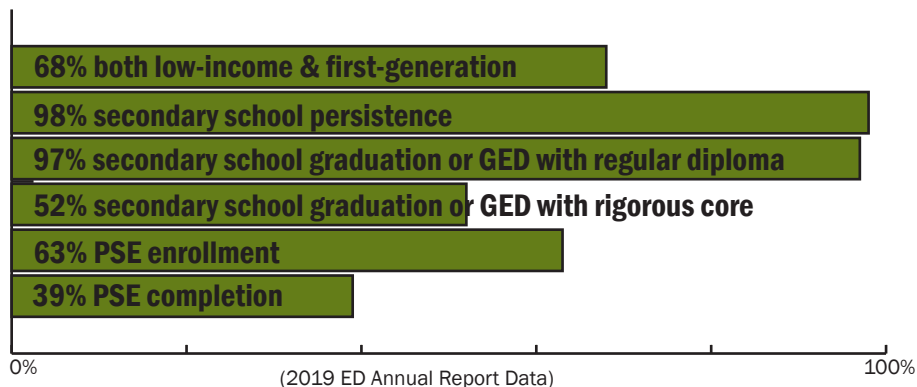 68% both low-income & first-generation
98% secondary school persistence
97% secondary school graduation or GED with regular diploma
52% secondary school graduation or GED with rigorous core
63% PSE enrollment
39% PSE completion
0%
100%
(2019 ED Annual Report Data)